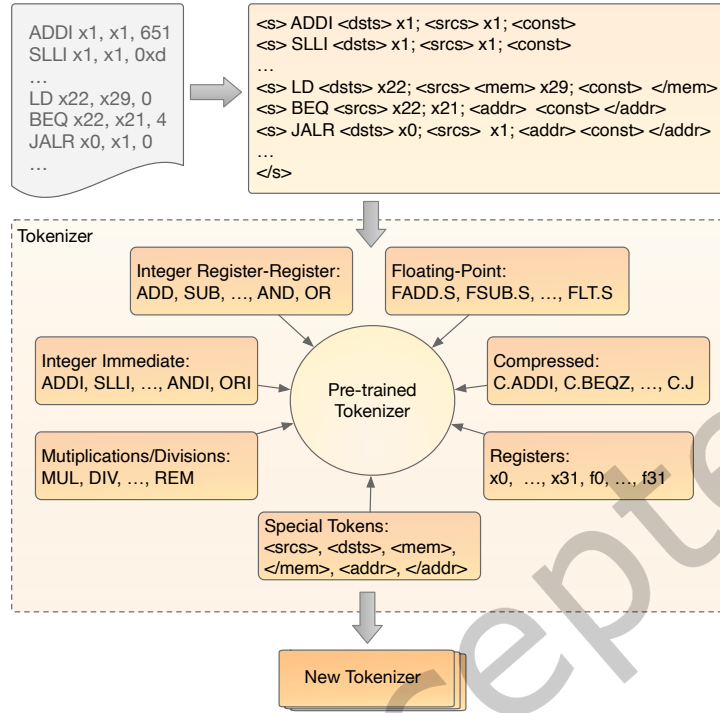 ADDI x1, x1, 651
SLLI x1, x1, 0xd
...
LD x22, x29, 0
BEQ x22, x21, 4
JALR x0, x1, 0
...
<s> ADDI <dsts> x1; <srcs> x1; <const>
<s> SLLI <dsts> x1; <srcs> x1; <const>
...
<s> LD <dsts> x22; <srcs> <mem> x29; <const> </mem>
<s> BEQ <srcs> x22; x21; <addr> <const> </addr>
<s> JALR <dsts> x0; <srcs> x1; <addr> <const> </addr>
...
</s>
Tokenizer
Integer Register-Register:
ADD, SUB, ..., AND, OR
Floating-Point:
FADD.S, FSUB.S, ..., FLT.S
Integer Immediate:
ADDI, SLLI, ..., ANDI, ORI
Pre-trained
Tokenizer
Compressed:
C.ADDI, C.BEQZ, ..., C.J
Mutiplications/Divisions:
MUL, DIV, ..., REM
Registers:
x0, ..., x31, f0, ..., f31
Special Tokens:
<srcs>, <dsts>, <mem>,
</mem>, <addr>, </addr>
New Tokenizer